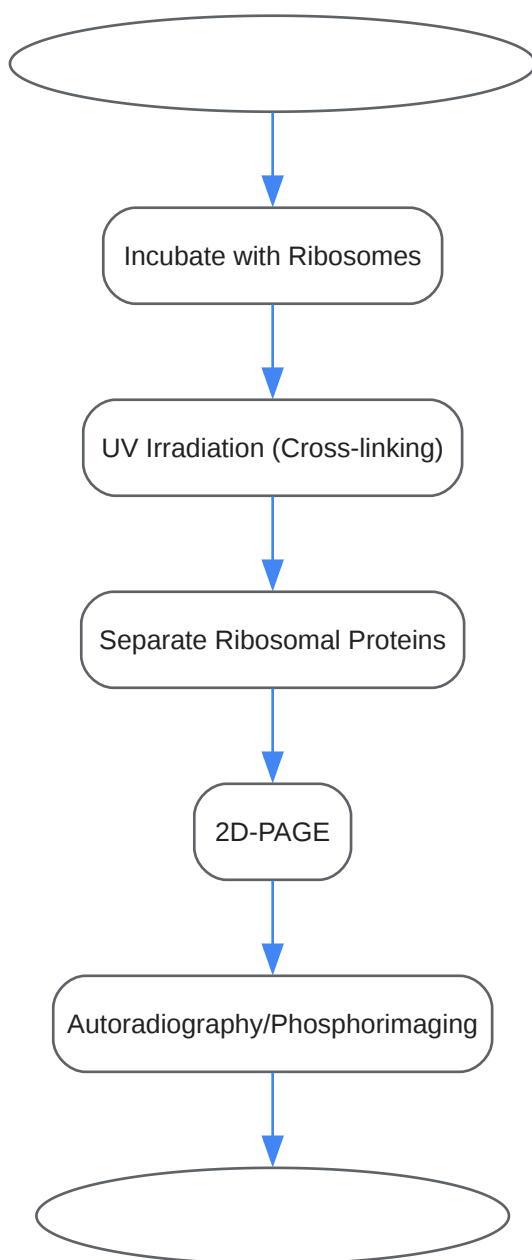 Incubate with Ribosomes
UV Irradiation (Cross-linking)
Separate Ribosomal Proteins
2D-PAGE
Autoradiography/Phosphorimaging